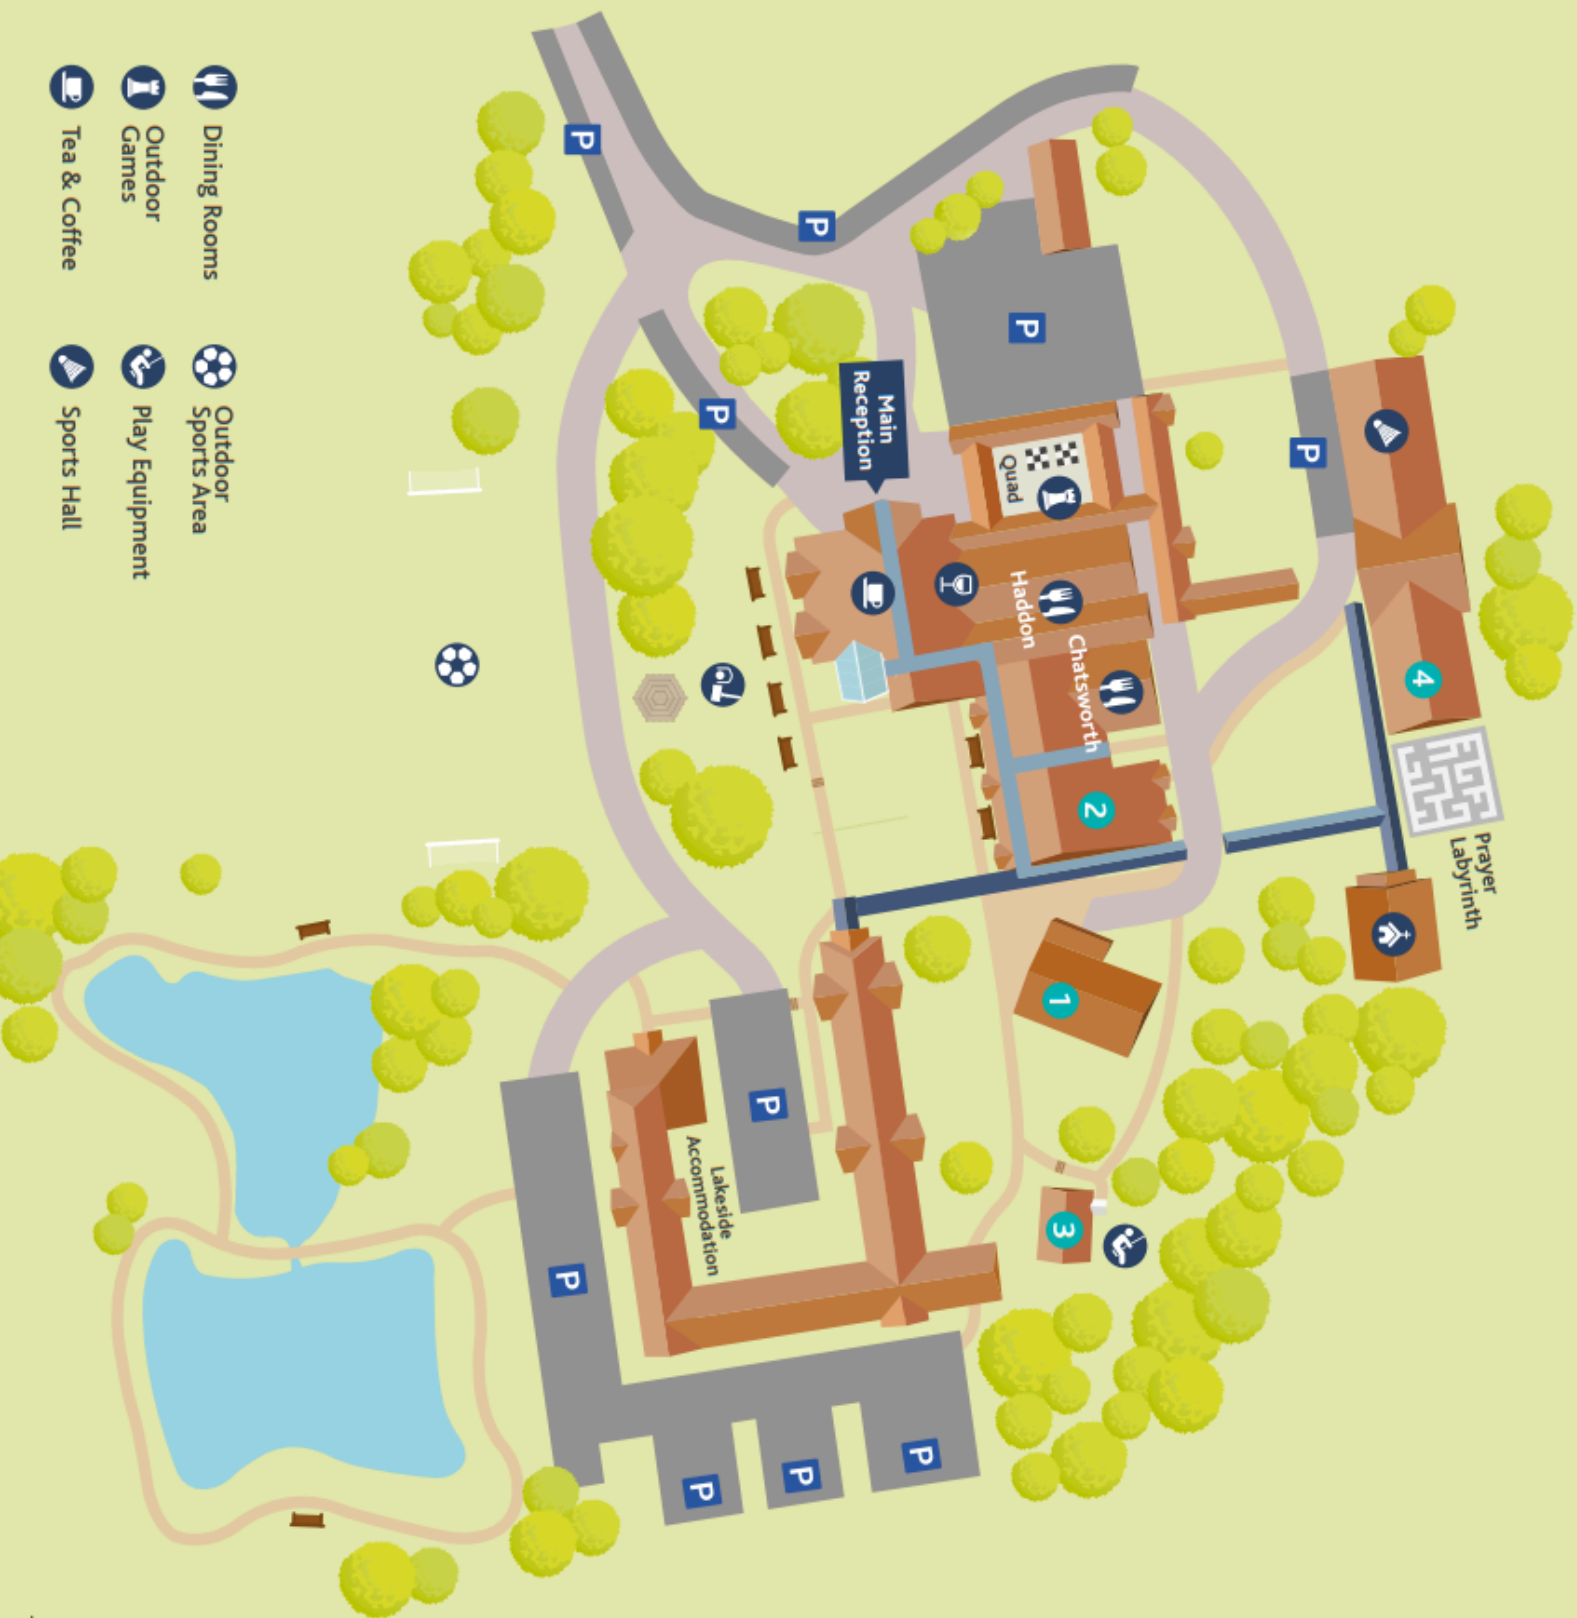 Prayer
Labyrinth
4
P
2
1
3
Chatsworth
Haddon
Quad
P
Main
Reception
P
P
P
P
Lakeside
Accommodation
P
P
P
P
P
Dining Rooms
Outdoor
Games
Tea & Coffee
Outdoor
Sports Area
Play Equipment
Sports Hall